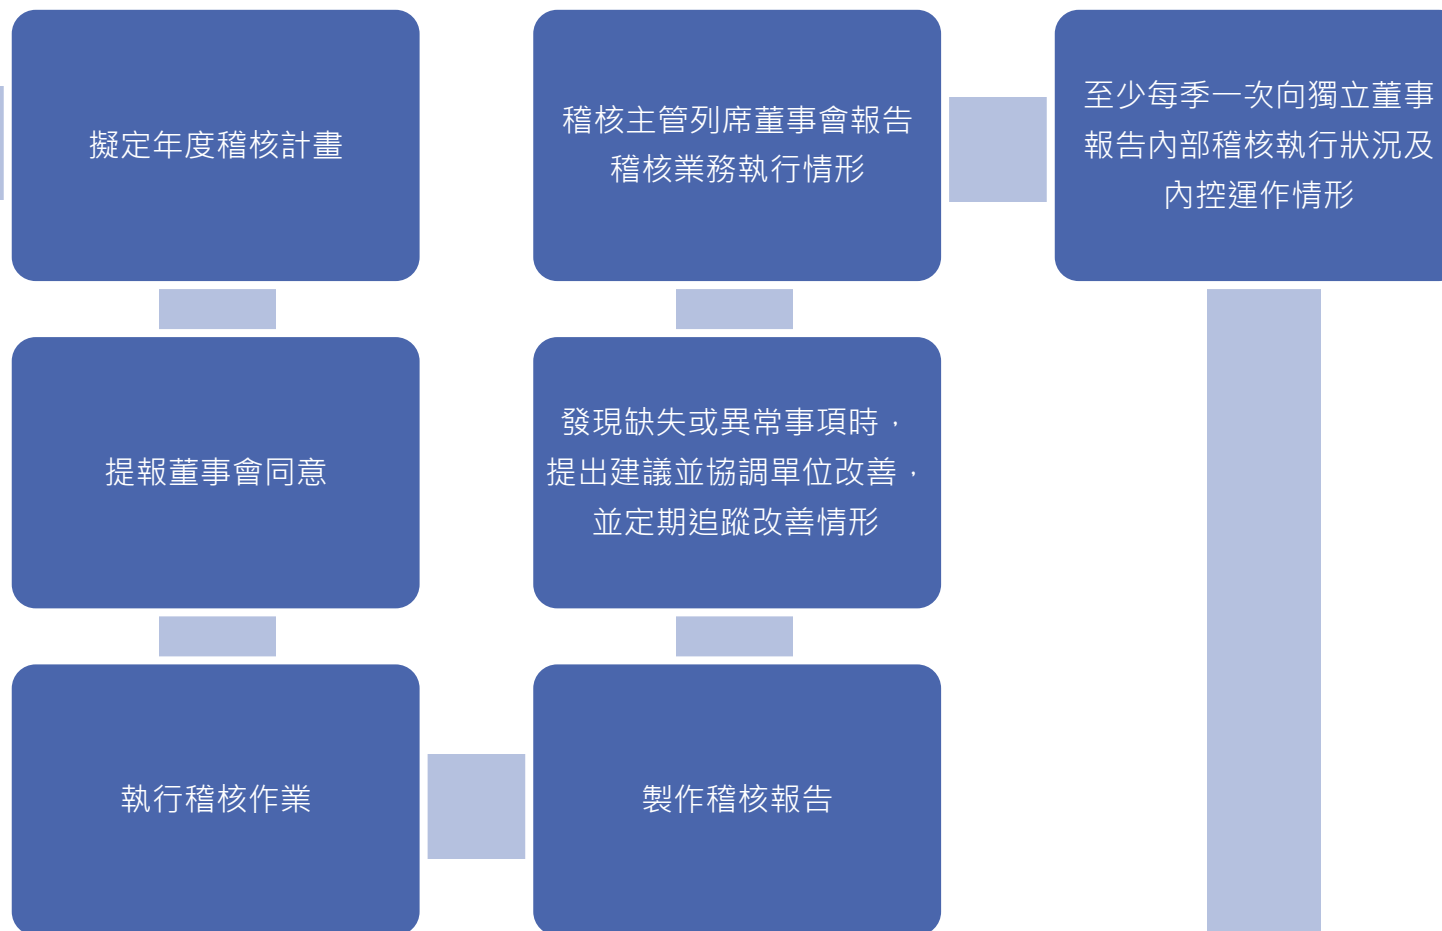 擬定年度稽核計畫
提報董事會同意
執行稽核作業
製作稽核報告
發現缺失或異常事項時，
提出建議並協調單位改善，
並定期追蹤改善情形
稽核主管列席董事會報告
稽核業務執行情形
至少每季一次向獨立董事
報告內部稽核執行狀況及
內控運作情形